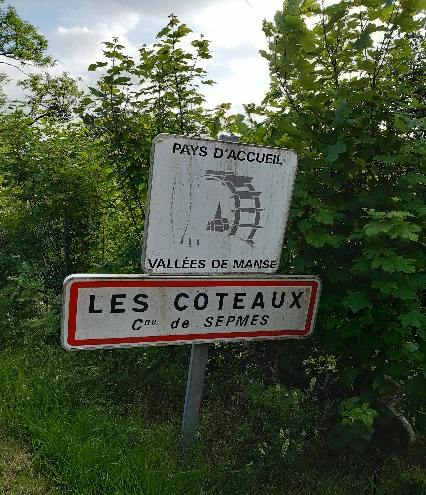 PAYS D'ACCUEIL
VALLÉES DE MANSE
LES COTEAUX
Cne de SEPMES